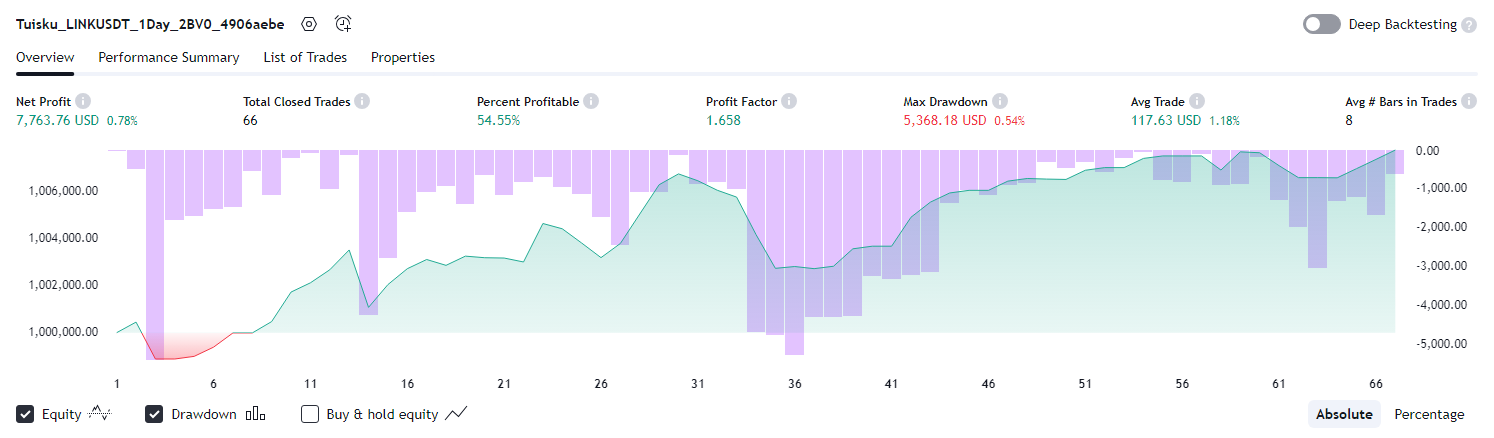 Tuisku_LINKUSDT_1Day_2BV0_4906aebe
Deep Backtesting ?
Overview Performance Summary List of Trades Properties
Net Profit Total Closed Trades Percent Profitable Profit Factor Max Drawdown Avg Trade Avg # Bars in Trades
7,763.76 USD 0.78% 66 54.55% 1.658 5,368.18 USD 0.54% 117.63 USD 1.18% 8
0.00
1,006,000.00 -1,000.00
-2,000.00
1,004,000.00
-3,000.00
1,002,000.00
-4,000.00
1,000,000.00
-5,000.00
1 6 11 16 21 26 31 36 41 46 51 56 61 66
Equity Drawdown Buy & hold equity Absolute Percentage